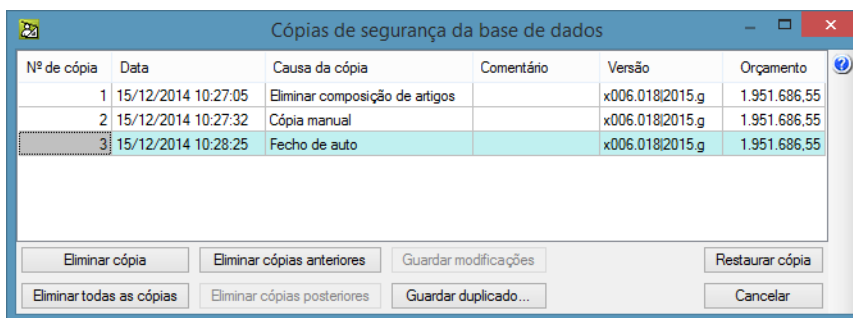 Cópias de segurança da base de dados
Nº de cópia Data Causa da cópia Comentário Versão Orçamento
1 15/12/2014 10:27:05 Eliminar composição de artigos x006.018|2015.g 1.951.686,55
2 15/12/2014 10:27:32 Cópia manual x006.018|2015.g 1.951.686,55
3 15/12/2014 10:28:25 Fecho de auto x006.018|2015.g 1.951.686,55
Eliminar cópia Eliminar cópias anteriores Guardar modificações Restaurar cópia
Eliminar todas as cópias Eliminar cópias posteriores Guardar duplicado... Cancelar